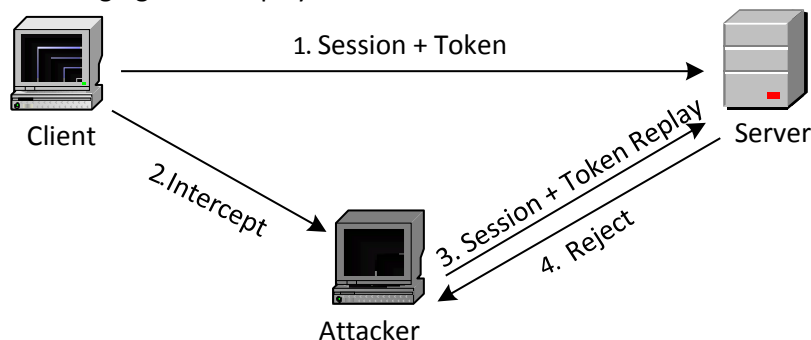 1. Session + Token
Client
Server
2.Intercept
3. Session + Token Replay
4. Reject
Attacker